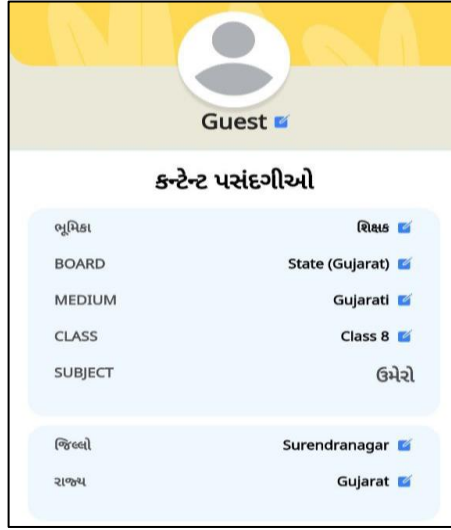 Guest
કન્ટેન્ટ પસંદગીઓ
ભૂમિકા શિક્ષક
BOARD State (Gujarat)
MEDIUM Gujarati
CLASS Class 8
SUBJECT ઉમેરો
જિલ્લો Surendranagar
રાજ્ય Gujarat